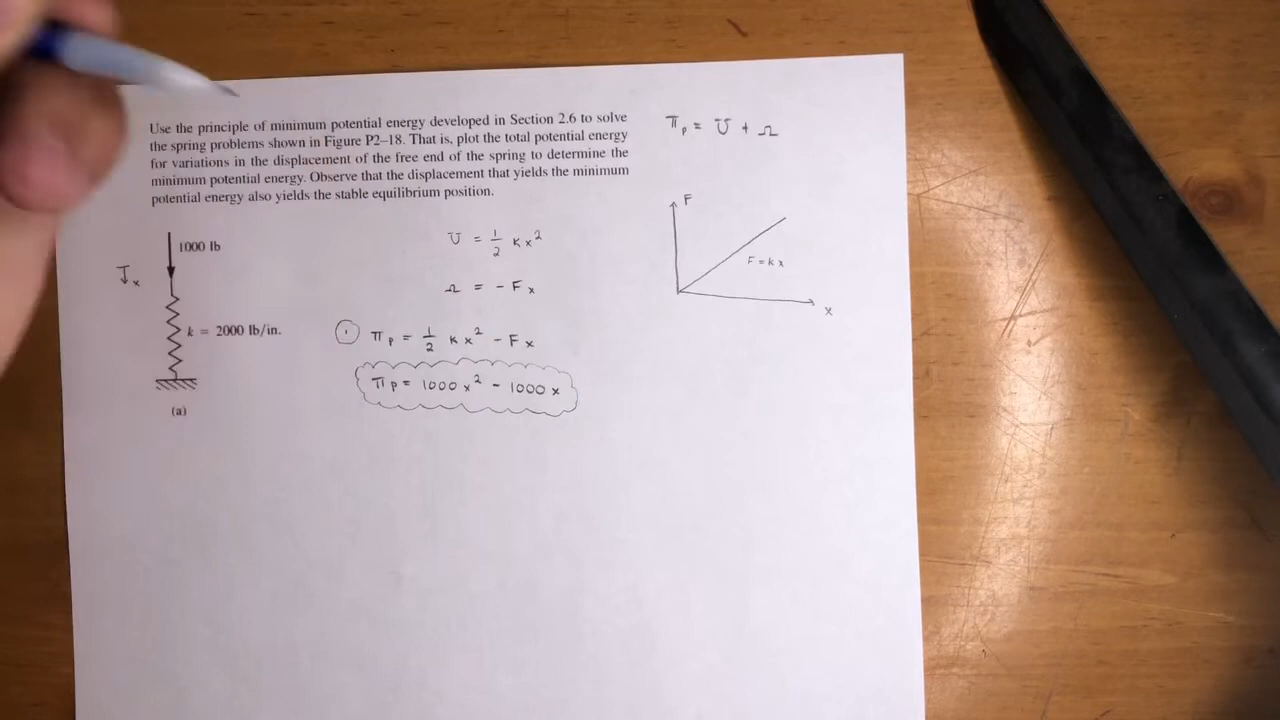 Use the principle of minimum potential energy developed in Section 2.6 to solve
the spring problems shown in Figure P2–18. That is, plot the total potential energy
for variations in the displacement of the free end of the spring to determine the
minimum potential energy. Observe that the displacement that yields the minimum
potential energy also yields the stable equilibrium position.
π_p = U + Ω
1000 lb
x
k = 2000 lb/in.
(a)
U = 1/2 kx²
Ω = - Fx
① π_p = 1/2 kx² - Fx
π_p = 1000x² - 1000x
F
F = kx
x